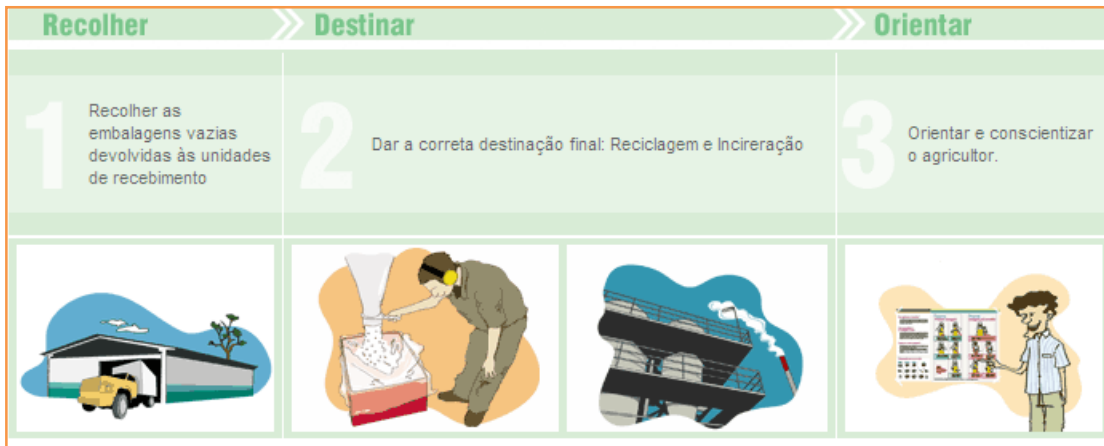 Recolher
Destinar
Orientar
1
Recolher as
embalagens vazias
devolvidas às unidades
de recebimento
2
Dar a correta destinação final: Reciclagem e Incireração
3
Orientar e conscientizar
o agricultor.